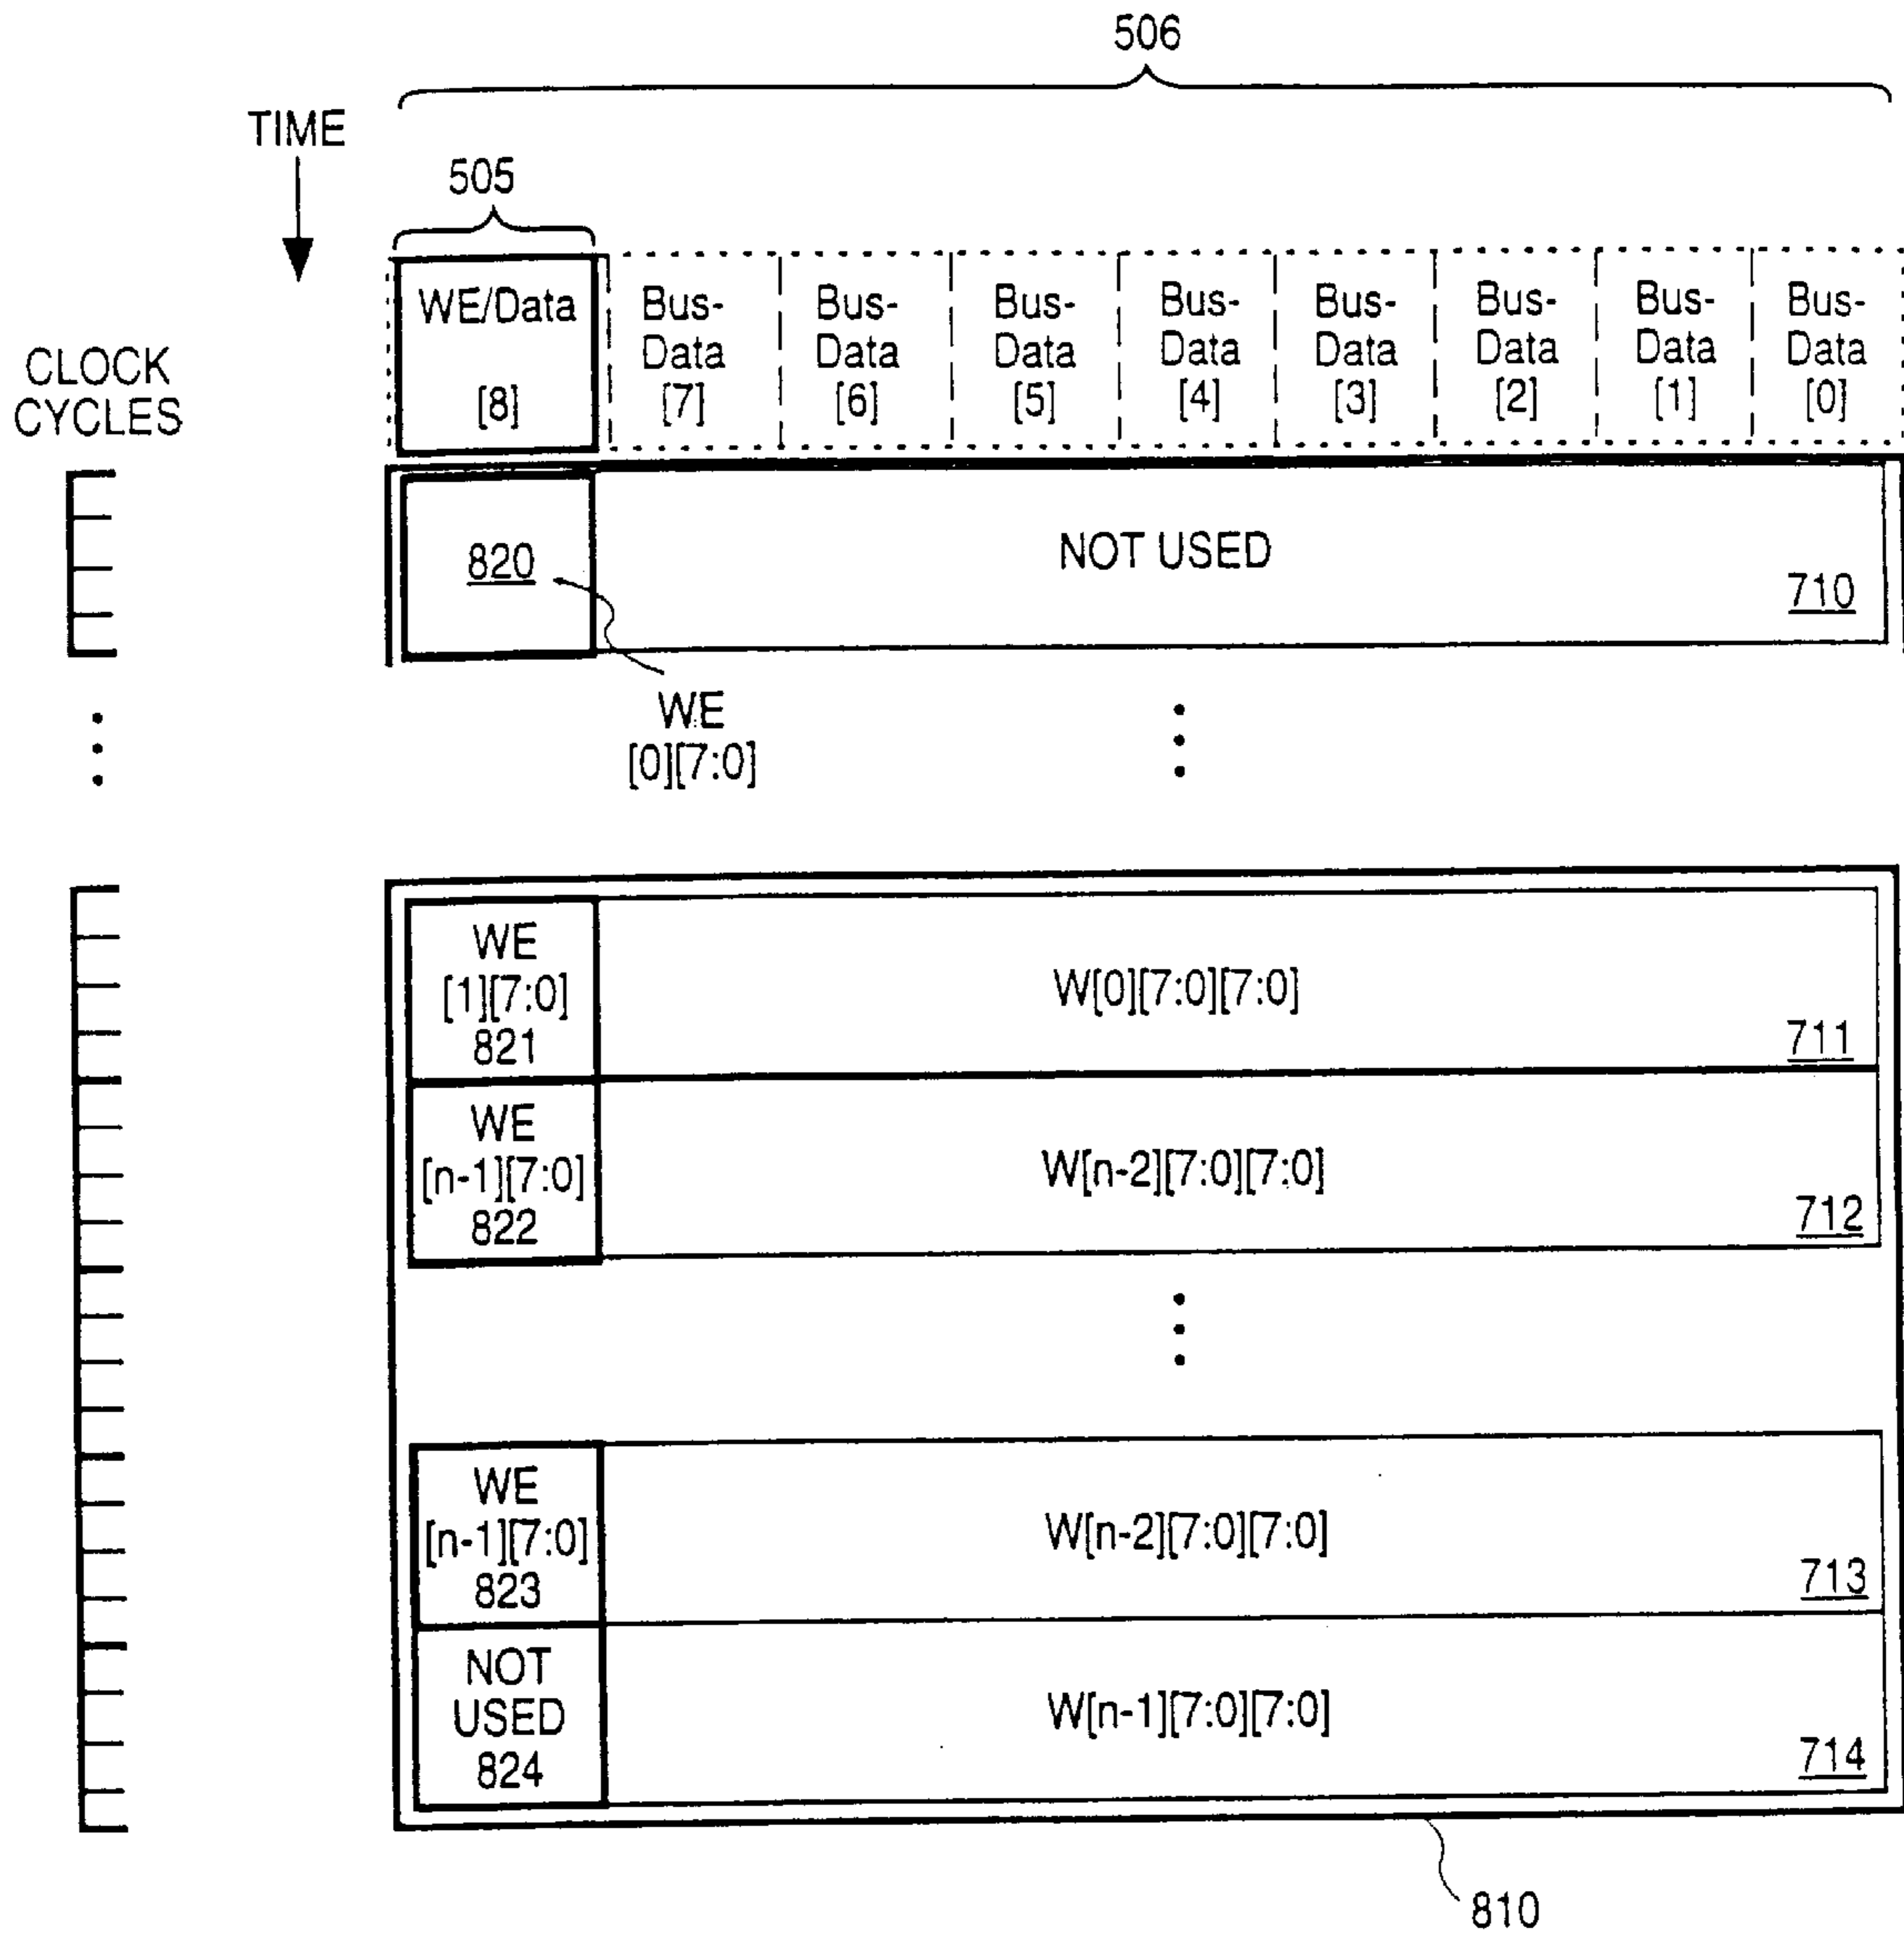 506
TIME
505
WE/Data
[8]
Bus-
Data
[7]
Bus-
Data
[6]
Bus-
Data
[5]
Bus-
Data
[4]
Bus-
Data
[3]
Bus-
Data
[2]
Bus-
Data
[1]
Bus-
Data
[0]
CLOCK
CYCLES
820
NOT USED
710
WE
[0][7:0]
WE
[1][7:0]
821
W[0][7:0][7:0]
711
WE
[n-1][7:0]
822
W[n-2][7:0][7:0]
712
WE
[n-1][7:0]
823
W[n-2][7:0][7:0]
713
NOT
USED
824
W[n-1][7:0][7:0]
714
810